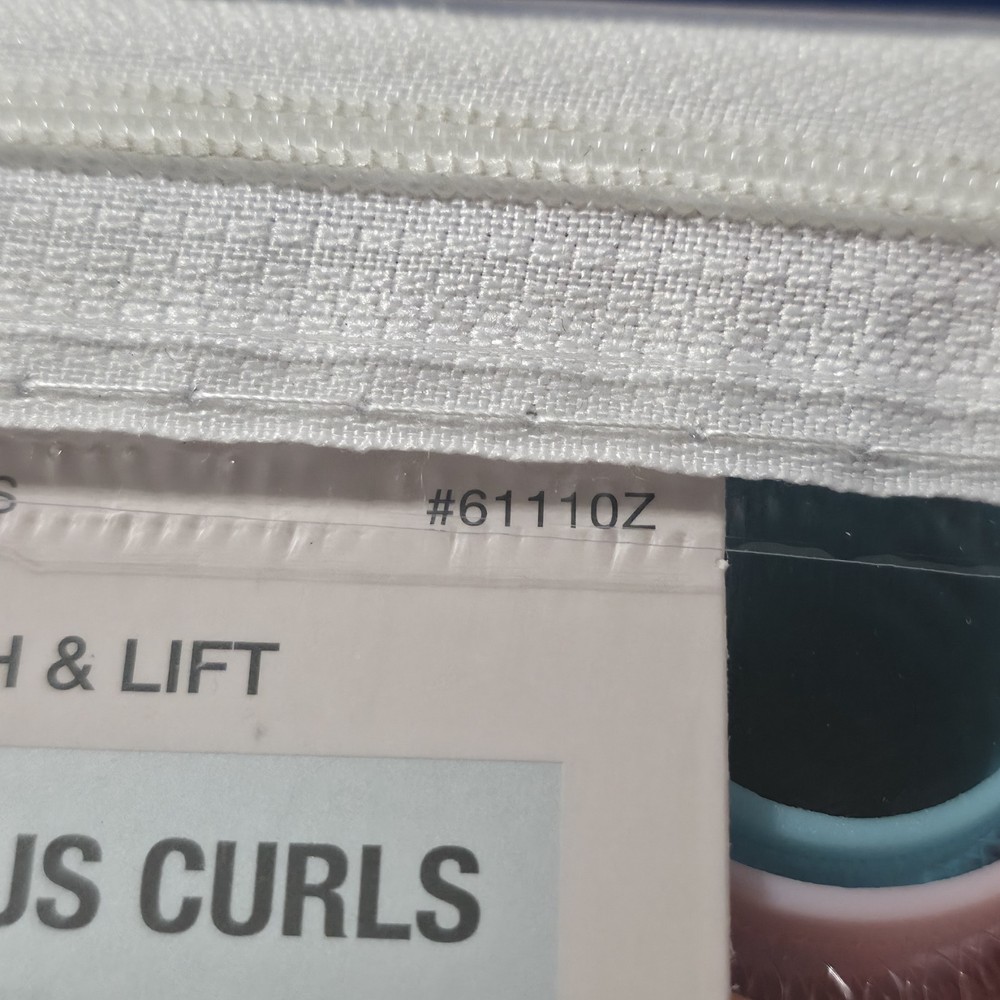 S #61110Z
H & LIFT
US CURLS